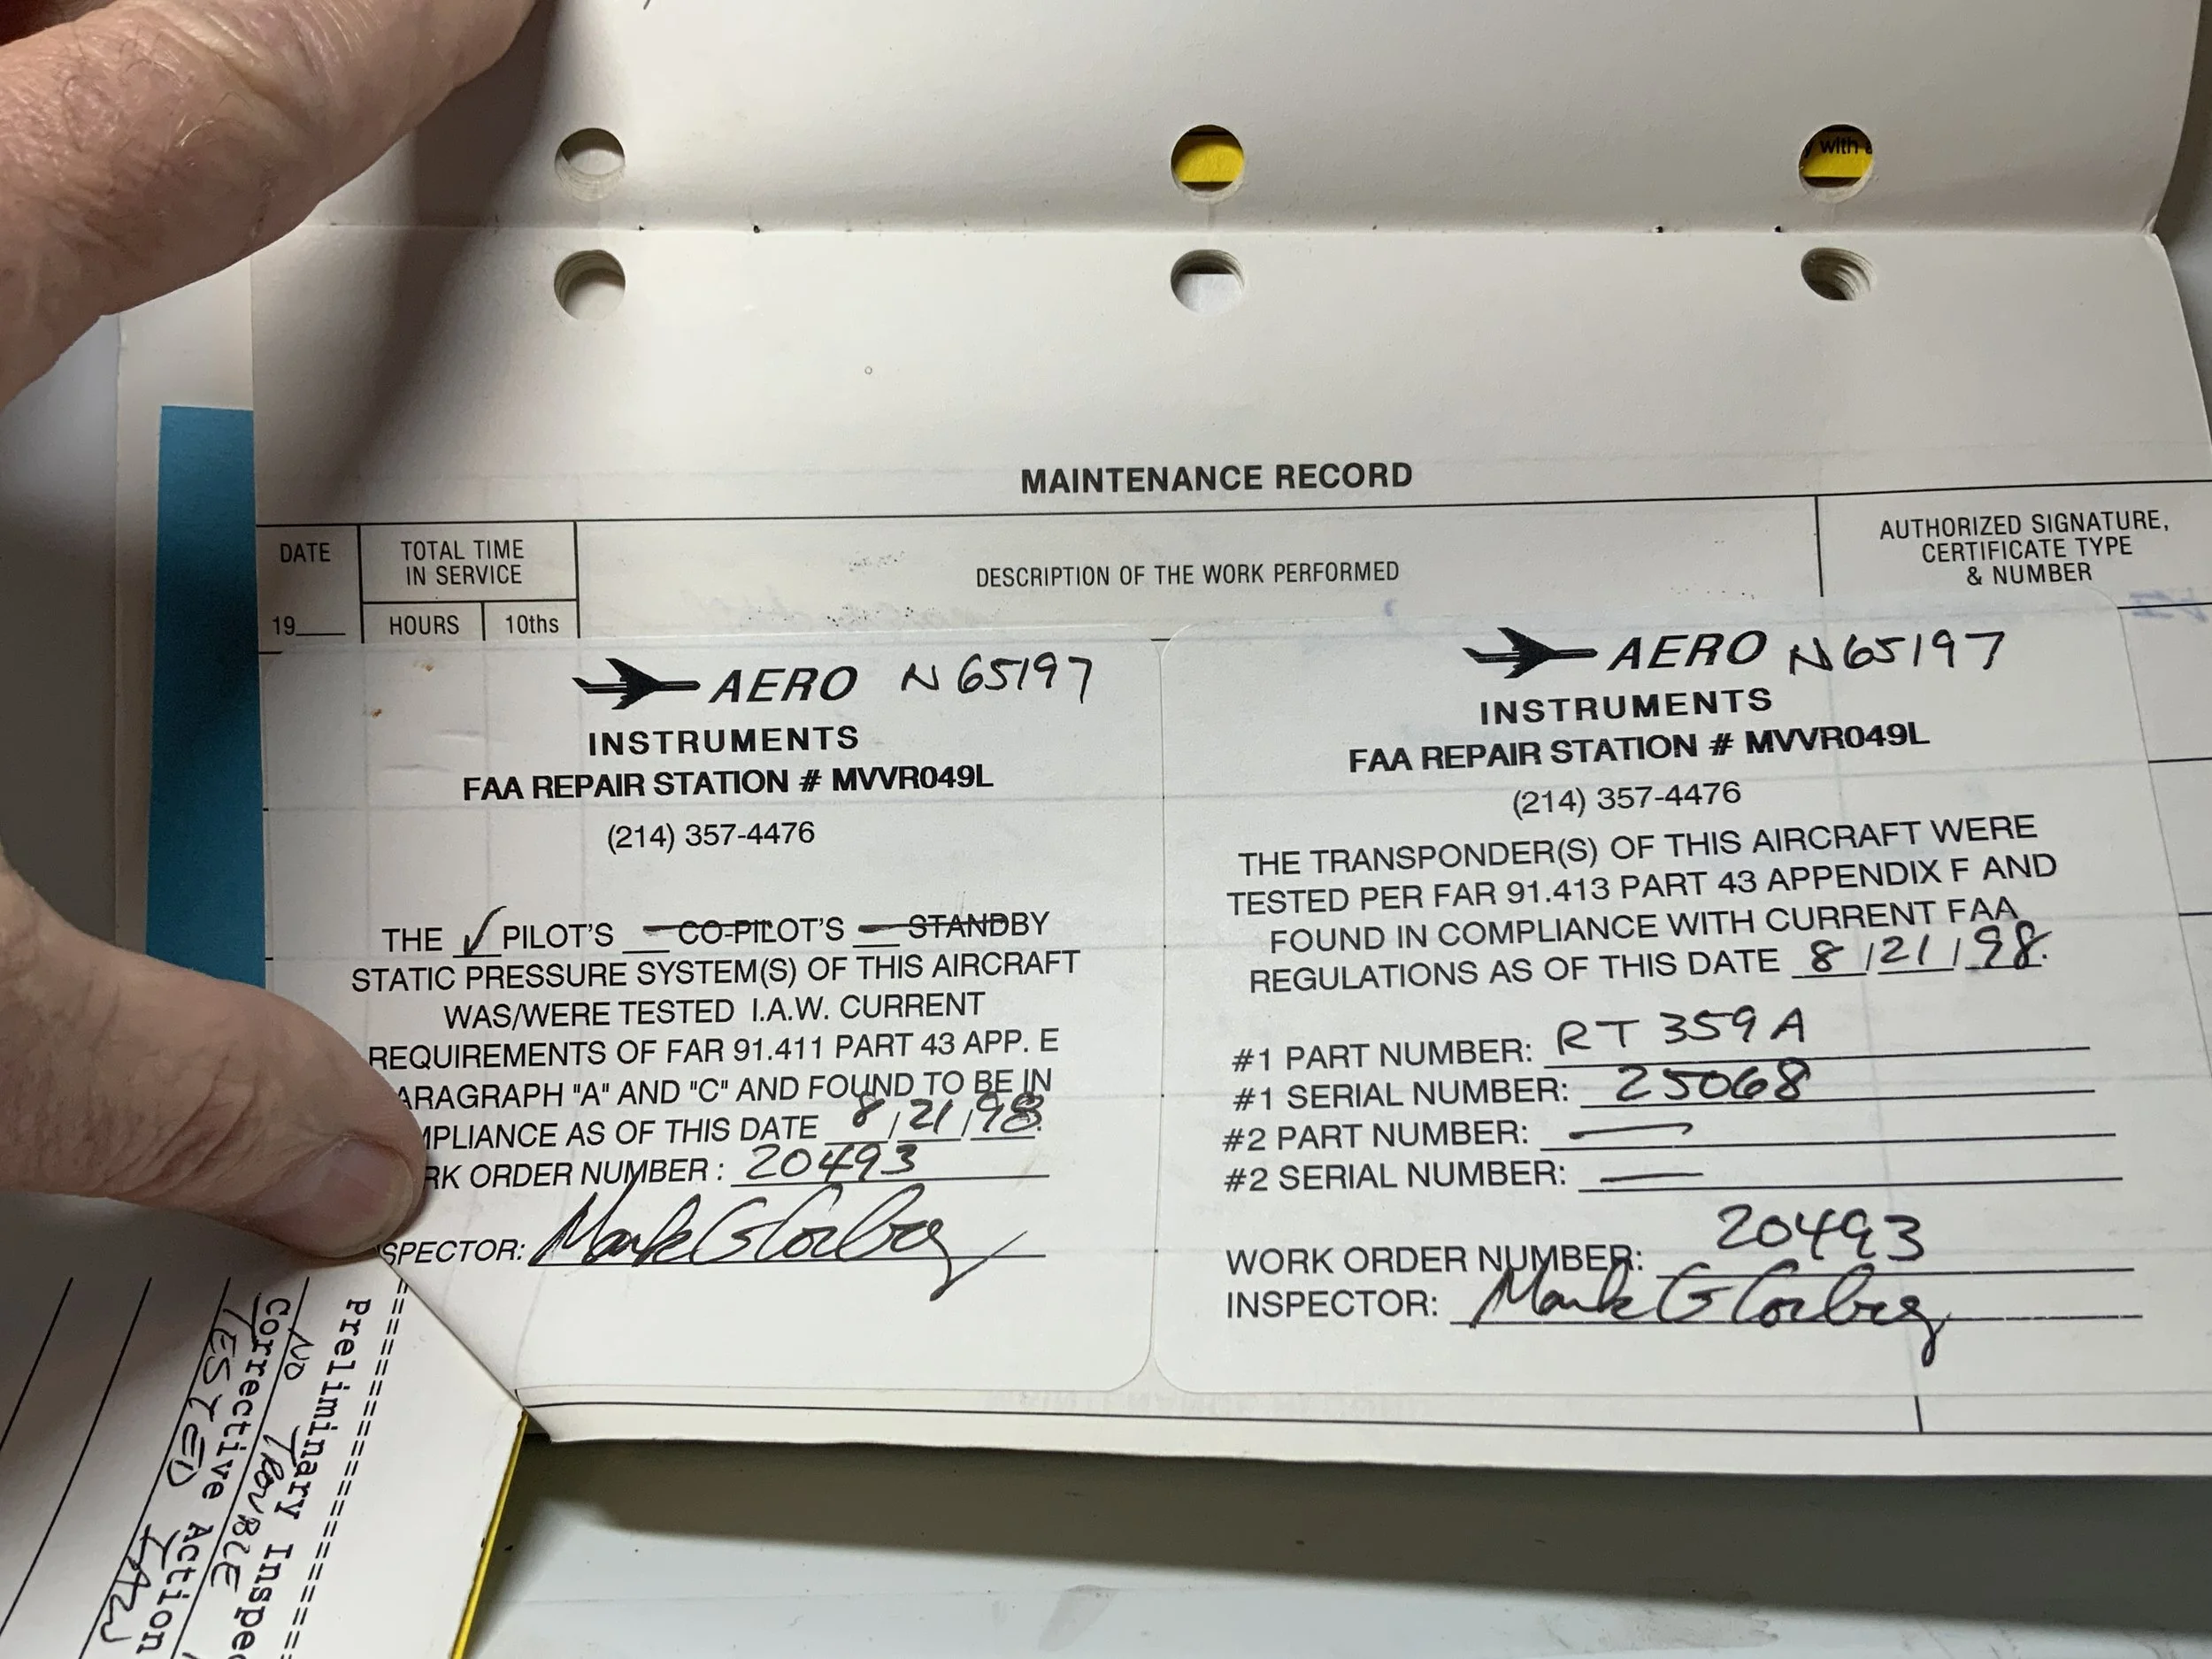 y with a
MAINTENANCE RECORD
DATE
19____
TOTAL TIME
IN SERVICE
HOURS
10ths
DESCRIPTION OF THE WORK PERFORMED
AUTHORIZED SIGNATURE,
CERTIFICATE TYPE
& NUMBER
AERO N65197
INSTRUMENTS
FAA REPAIR STATION # MVVR049L
(214) 357-4476
THE ✓ PILOT'S __ CO-PILOT'S __ STANDBY
STATIC PRESSURE SYSTEM(S) OF THIS AIRCRAFT
WAS/WERE TESTED I.A.W. CURRENT
REQUIREMENTS OF FAR 91.411 PART 43 APP. E
ARAGRAPH "A" AND "C" AND FOUND TO BE IN
MPLIANCE AS OF THIS DATE 8/21/98.
RK ORDER NUMBER: 20493
SPECTOR: Mark G
AERO N65197
INSTRUMENTS
FAA REPAIR STATION # MVVR049L
(214) 357-4476
THE TRANSPONDER(S) OF THIS AIRCRAFT WERE
TESTED PER FAR 91.413 PART 43 APPENDIX F AND
FOUND IN COMPLIANCE WITH CURRENT FAA
REGULATIONS AS OF THIS DATE 8/21/98.
#1 PART NUMBER: RT 359A
#1 SERIAL NUMBER: 25068
#2 PART NUMBER: —
#2 SERIAL NUMBER: —
WORK ORDER NUMBER: 20493
INSPECTOR: Mark G
Preliminary Inspec
NO TROUBLE
Corrective Action
TESTED